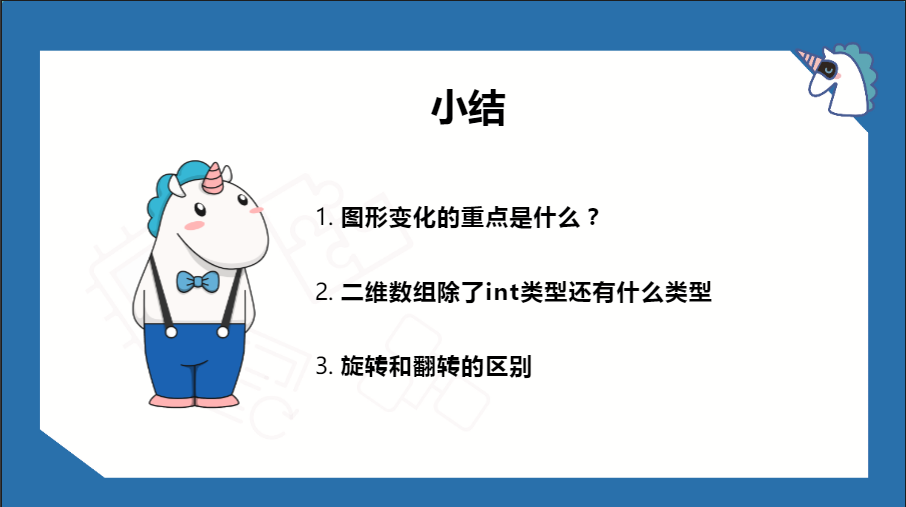 小结
1. 图形变化的重点是什么？
2. 二维数组除了int类型还有什么类型
3. 旋转和翻转的区别